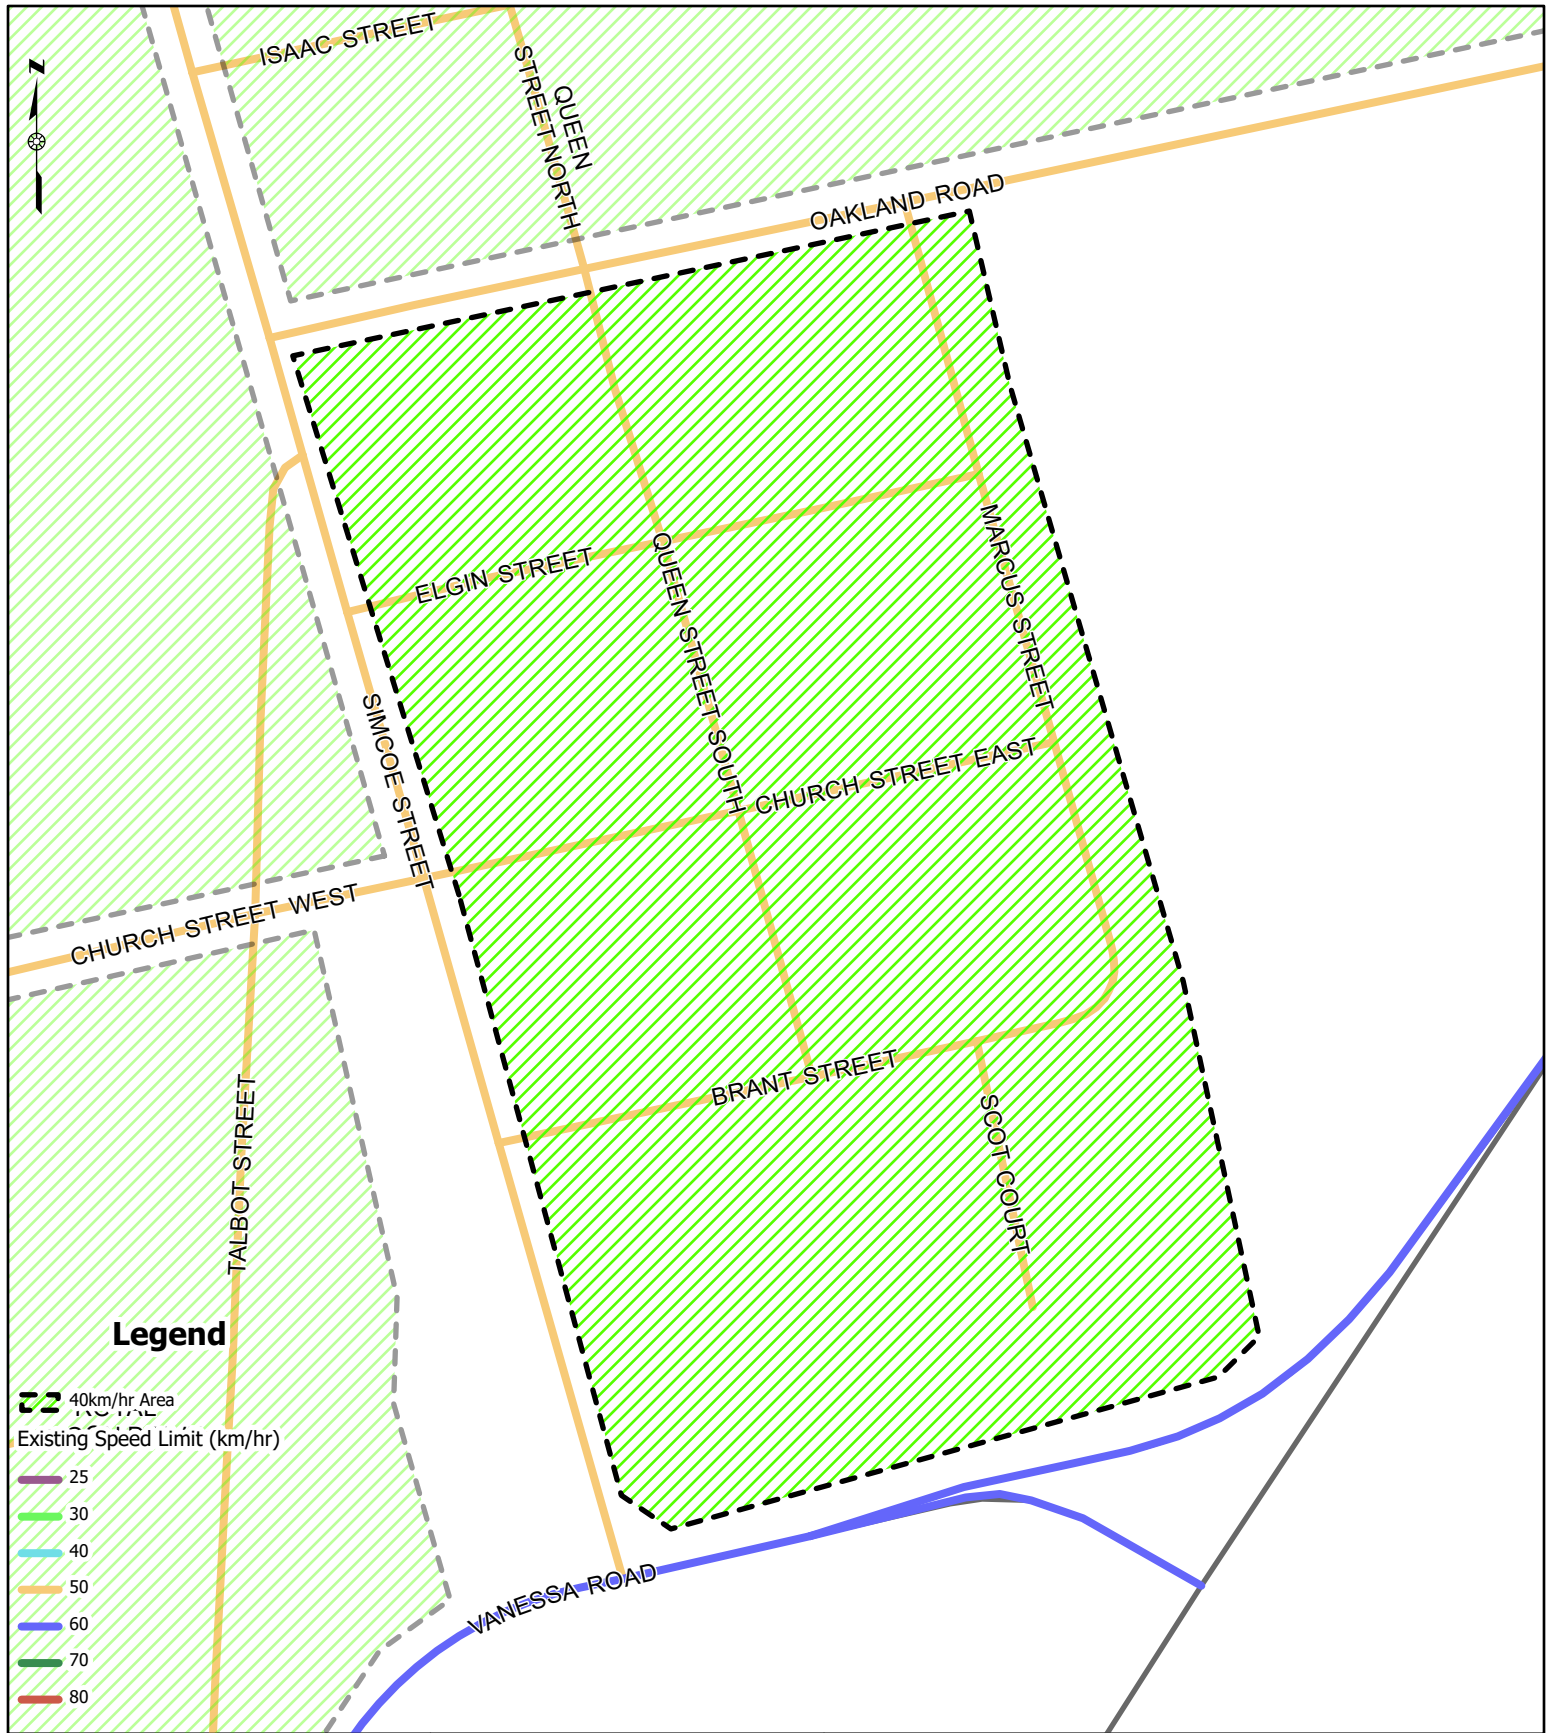 ISAAC STREET
N
QUEEN
STREET NORTH
OAKLAND ROAD
MARCUS STREET
ELGIN STREET
QUEEN STREET SOUTH
SIMCOE STREET
CHURCH STREET EAST
CHURCH STREET WEST
BRANT STREET
TALBOT STREET
SCOT COURT
VANESSA ROAD
Legend
40km/hr Area
Existing Speed Limit (km/hr)
25
30
40
50
60
70
80